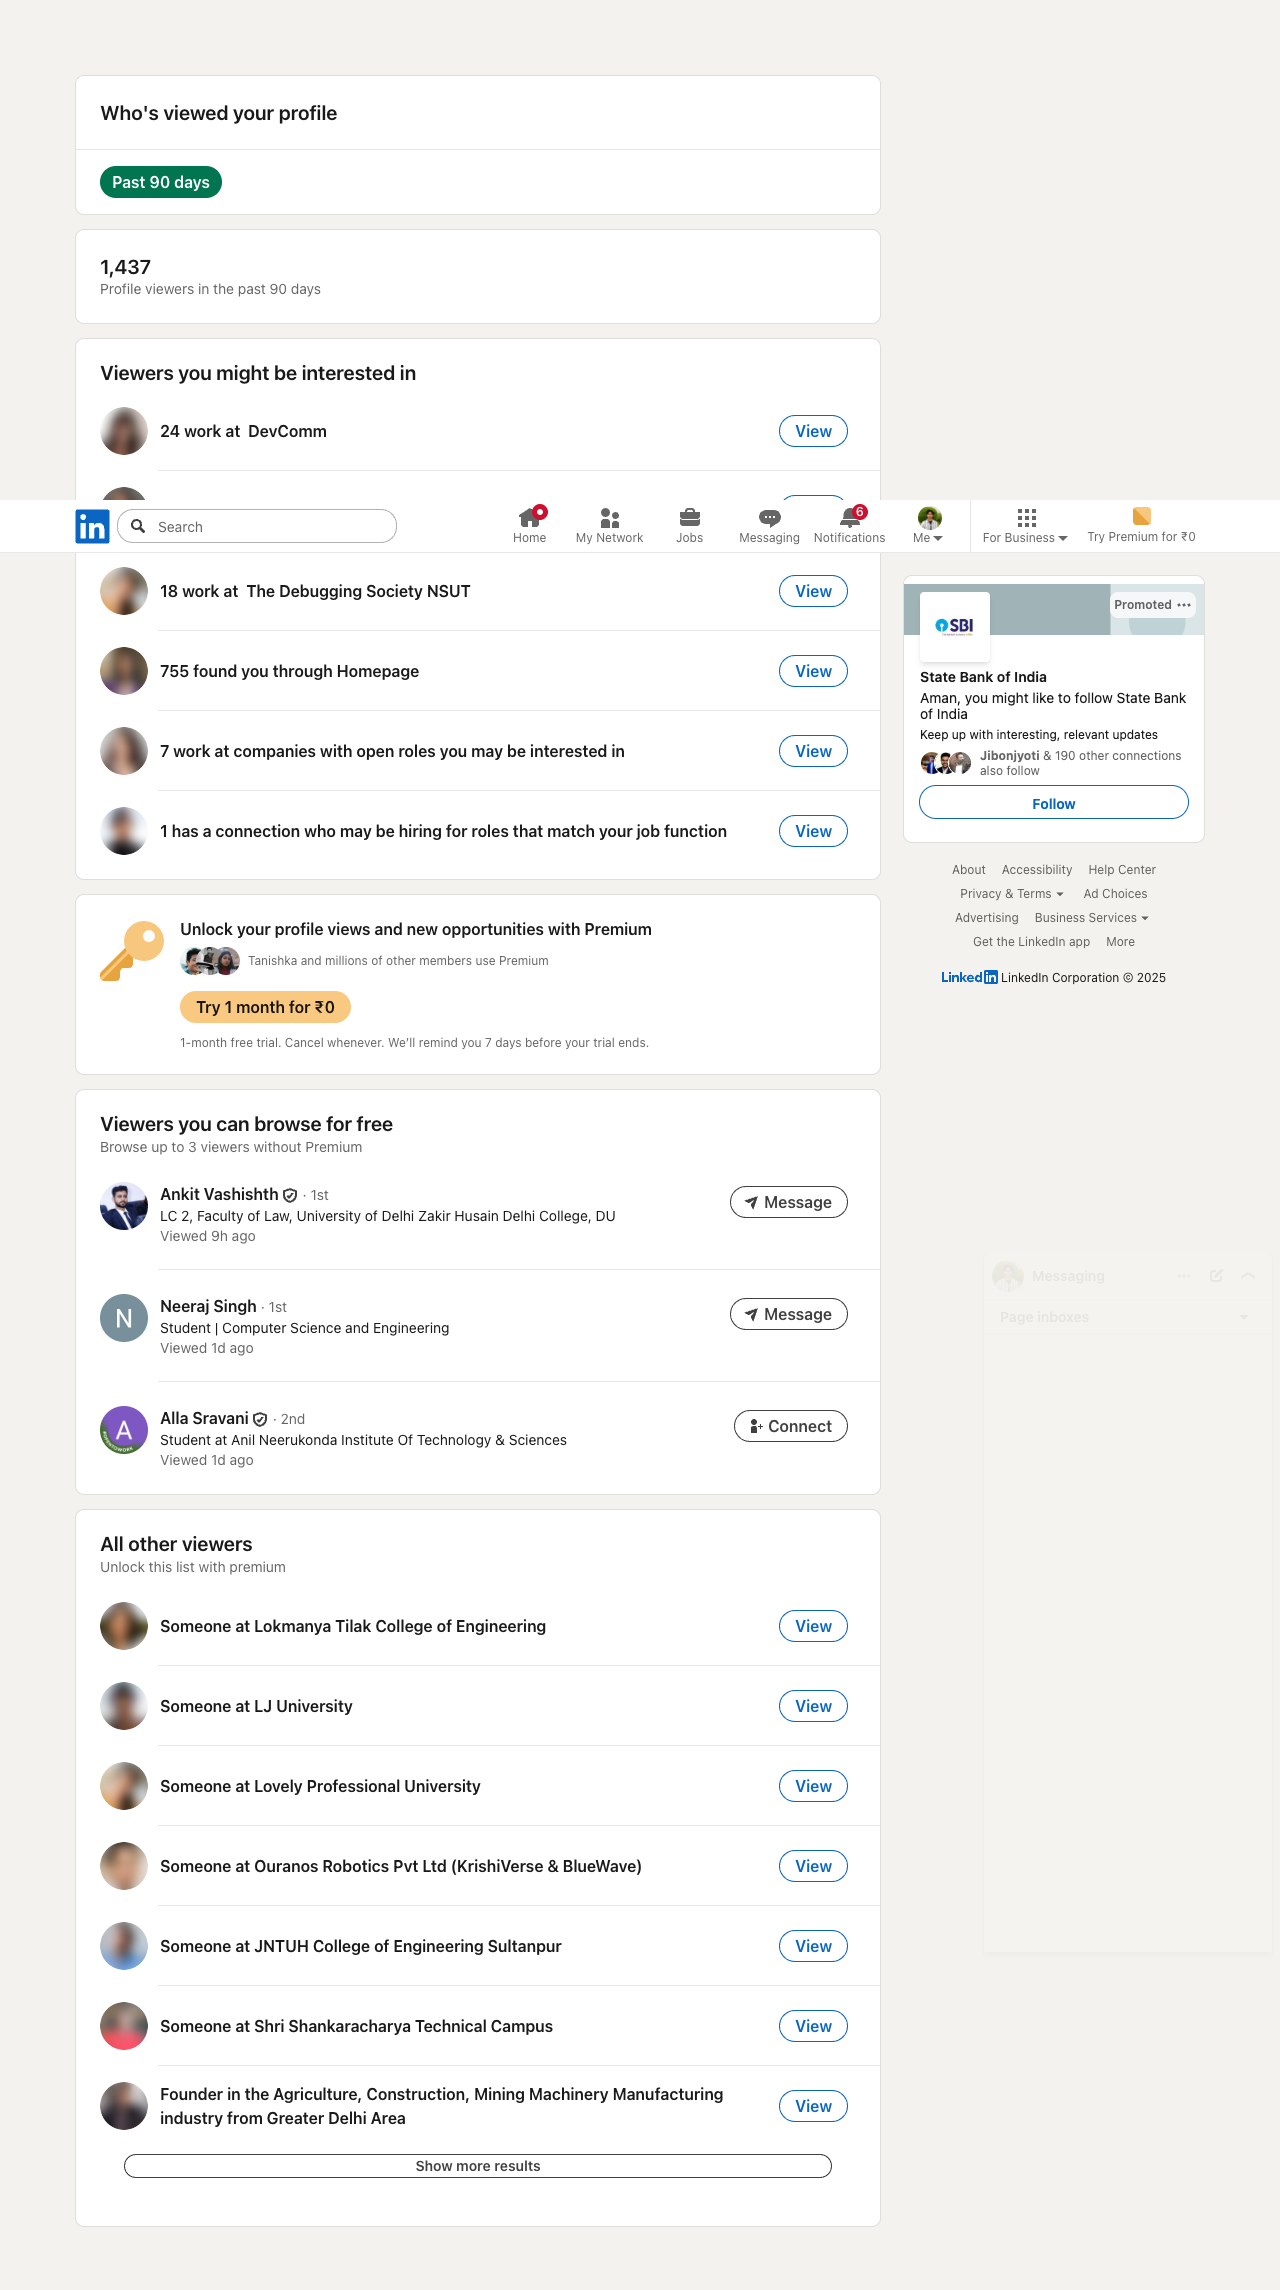 Who's viewed your profile
Past 90 days
1,437
Profile viewers in the past 90 days
Viewers you might be interested in
24 work at DevComm
View
in
Search
Home
My Network
Jobs
Messaging
6
Notifications
Me
For Business
Try Premium for ₹0
18 work at The Debugging Society NSUT
View
755 found you through Homepage
View
7 work at companies with open roles you may be interested in
View
1 has a connection who may be hiring for roles that match your job function
View
Promoted
SBI
State Bank of India
Aman, you might like to follow State Bank
of India
Keep up with interesting, relevant updates
Jibonjyoti & 190 other connections
also follow
Follow
About Accessibility Help Center
Privacy & Terms Ad Choices
Advertising Business Services
Get the LinkedIn app More
LinkedIn LinkedIn Corporation © 2025
Unlock your profile views and new opportunities with Premium
Tanishka and millions of other members use Premium
Try 1 month for ₹0
1-month free trial. Cancel whenever. We'll remind you 7 days before your trial ends.
Viewers you can browse for free
Browse up to 3 viewers without Premium
Ankit Vashishth · 1st
LC 2, Faculty of Law, University of Delhi Zakir Husain Delhi College, DU
Viewed 9h ago
Message
N
Neeraj Singh · 1st
Student | Computer Science and Engineering
Viewed 1d ago
Message
A
Alla Sravani · 2nd
Student at Anil Neerukonda Institute Of Technology & Sciences
Viewed 1d ago
Connect
Messaging
Page inboxes
All other viewers
Unlock this list with premium
Someone at Lokmanya Tilak College of Engineering
View
Someone at LJ University
View
Someone at Lovely Professional University
View
Someone at Ouranos Robotics Pvt Ltd (KrishiVerse & BlueWave)
View
Someone at JNTUH College of Engineering Sultanpur
View
Someone at Shri Shankaracharya Technical Campus
View
Founder in the Agriculture, Construction, Mining Machinery Manufacturing
industry from Greater Delhi Area
View
Show more results